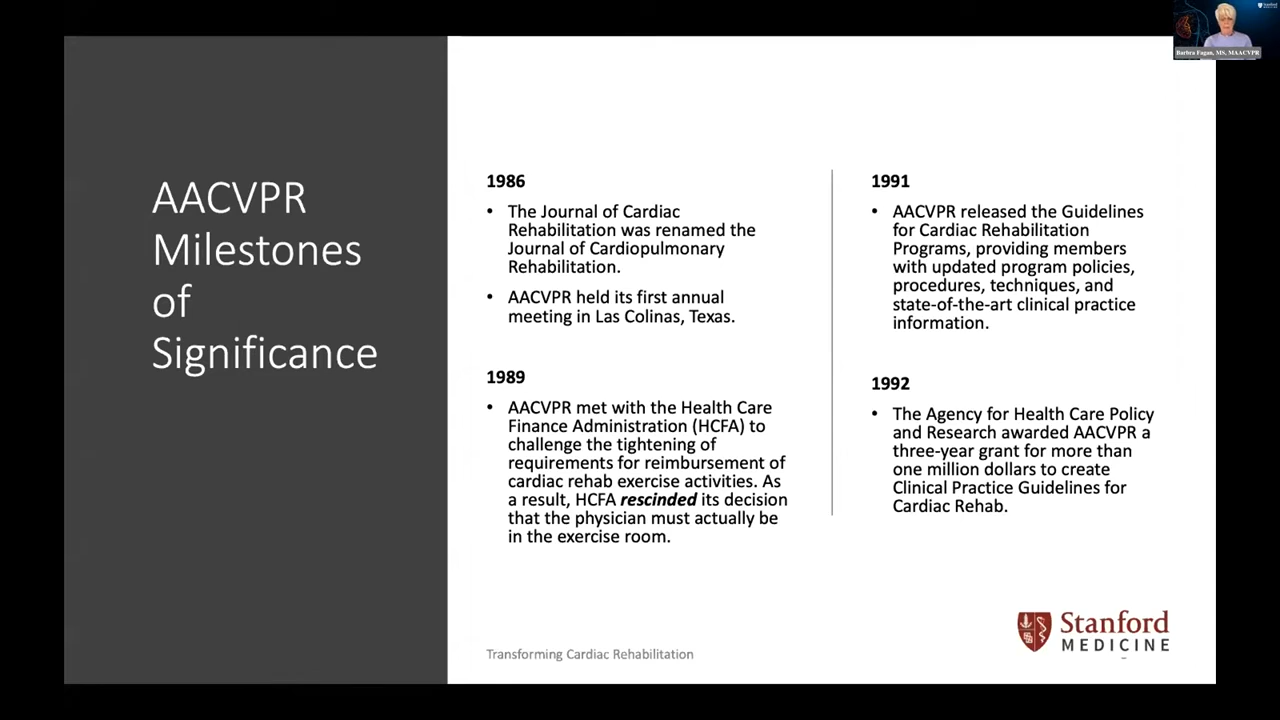 Stanford
MEDICINE
Barbra Fagan, MS, MAACVPR
AACVPR
Milestones
of
Significance
1986
• The Journal of Cardiac
Rehabilitation was renamed the
Journal of Cardiopulmonary
Rehabilitation.
• AACVPR held its first annual
meeting in Las Colinas, Texas.
1989
• AACVPR met with the Health Care
Finance Administration (HCFA) to
challenge the tightening of
requirements for reimbursement of
cardiac rehab exercise activities. As
a result, HCFA rescinded its decision
that the physician must actually be
in the exercise room.
1991
• AACVPR released the Guidelines
for Cardiac Rehabilitation
Programs, providing members
with updated program policies,
procedures, techniques, and
state-of-the-art clinical practice
information.
1992
• The Agency for Health Care Policy
and Research awarded AACVPR a
three-year grant for more than
one million dollars to create
Clinical Practice Guidelines for
Cardiac Rehab.
Transforming Cardiac Rehabilitation
Stanford
MEDICINE